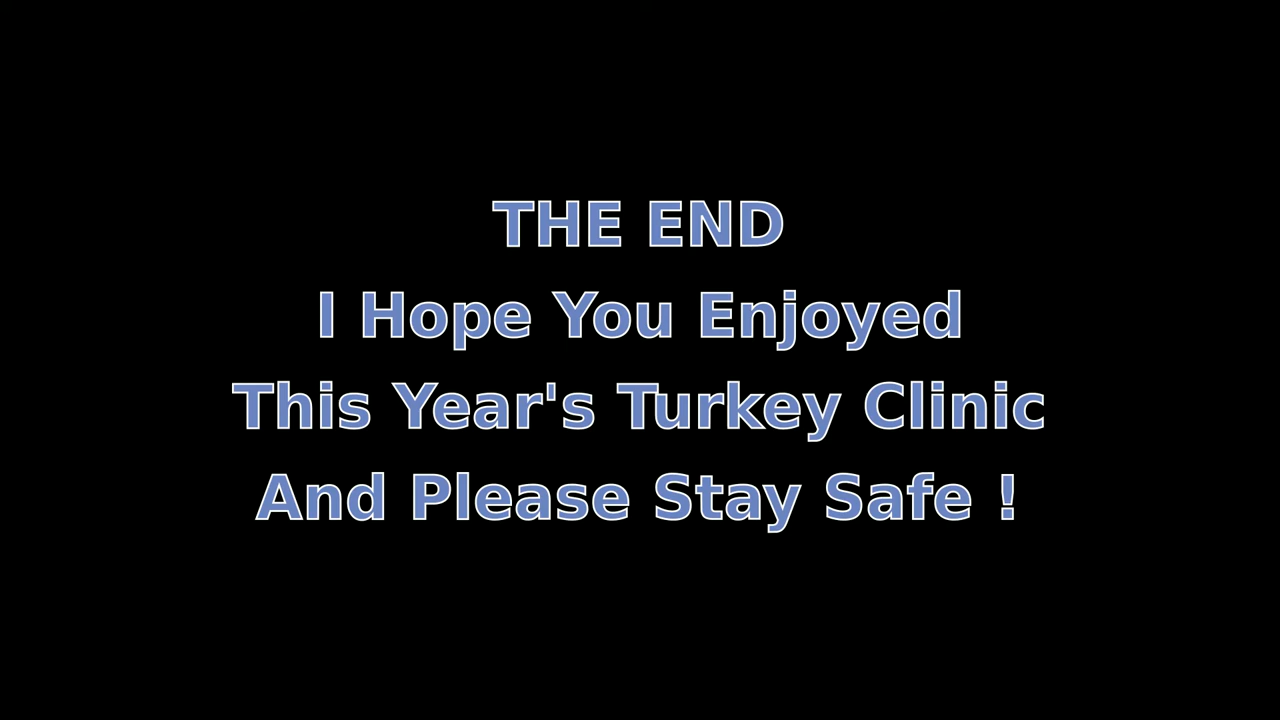 THE END
I Hope You Enjoyed
This Year's Turkey Clinic
And Please Stay Safe !